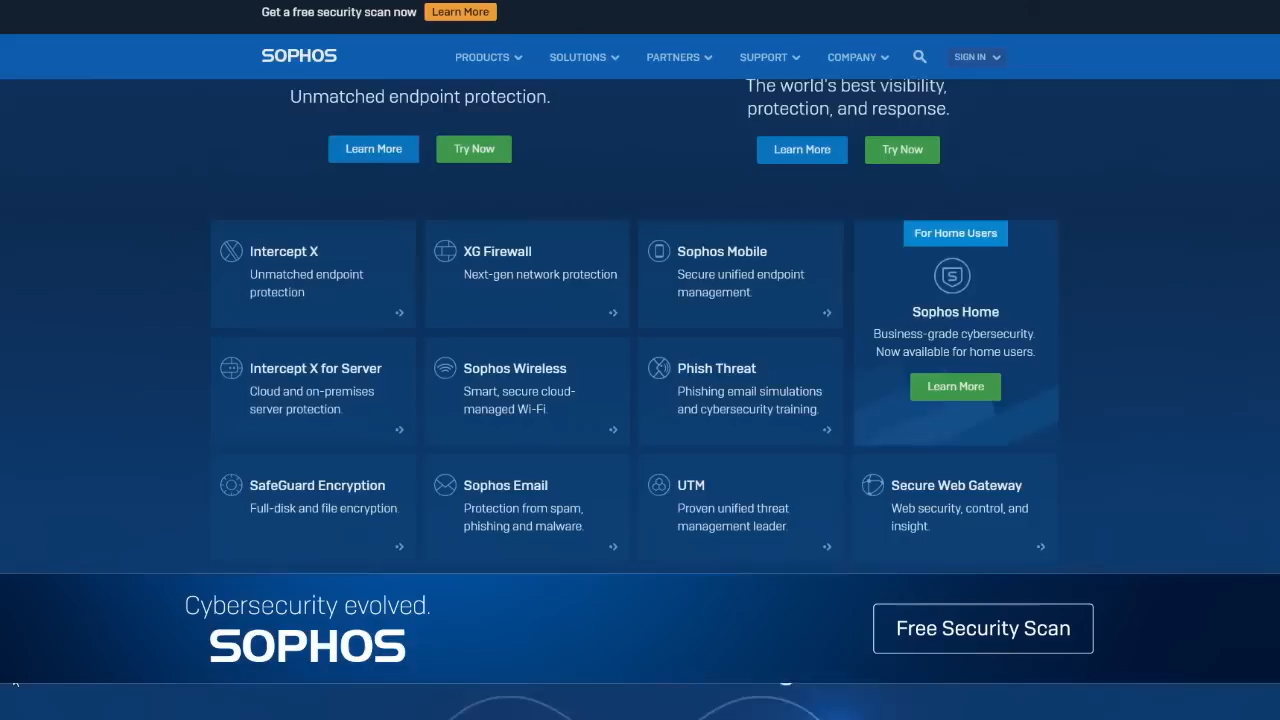 Get a free security scan now
Learn More
SOPHOS
PRODUCTS
SOLUTIONS
PARTNERS
SUPPORT
COMPANY
SIGN IN
Unmatched endpoint protection.
Learn More
Try Now
The world's best visibility,
protection, and response.
Learn More
Try Now
Intercept X
Unmatched endpoint
protection
XG Firewall
Next-gen network protection
Sophos Mobile
Secure unified endpoint
management.
For Home Users
Sophos Home
Business-grade cybersecurity.
Now available for home users.
Learn More
Intercept X for Server
Cloud and on-premises
server protection.
Sophos Wireless
Smart, secure cloud-
managed Wi-Fi.
Phish Threat
Phishing email simulations
and cybersecurity training.
SafeGuard Encryption
Full-disk and file encryption.
Sophos Email
Protection from spam,
phishing and malware.
UTM
Proven unified threat
management leader.
Secure Web Gateway
Web security, control, and
insight.
Cybersecurity evolved.
SOPHOS
Free Security Scan